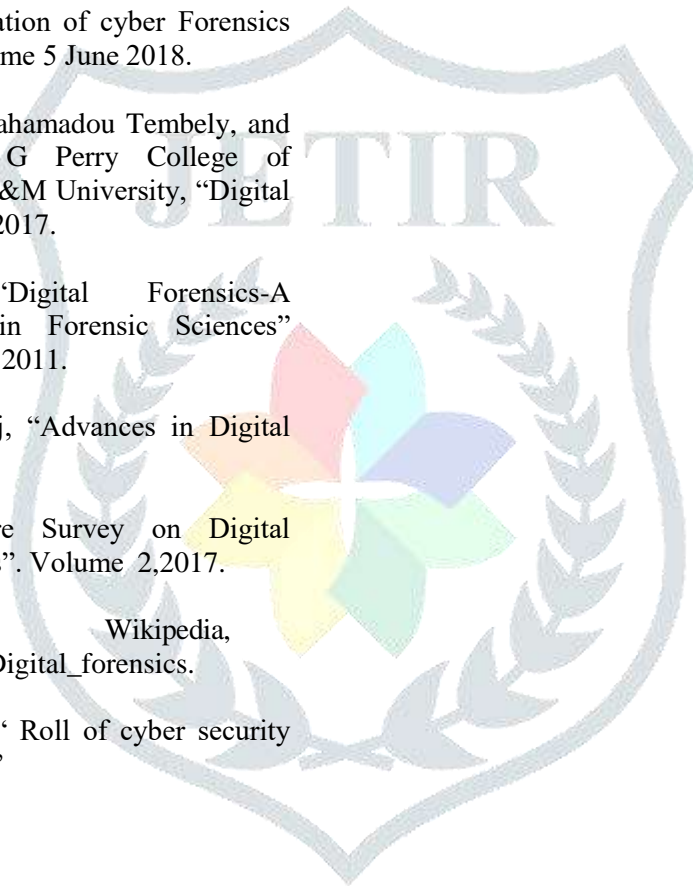 ation of cyber Forensics
me 5 June 2018.
ahamadou Tembely, and
G Perry College of
&M University, “Digital
2017.
“Digital Forensics-A
in Forensic Sciences”
2011.
j, “Advances in Digital
re Survey on Digital
s”. Volume 2,2017.
Wikipedia,
Digital_forensics.
“ Roll of cyber security
”
JETIR